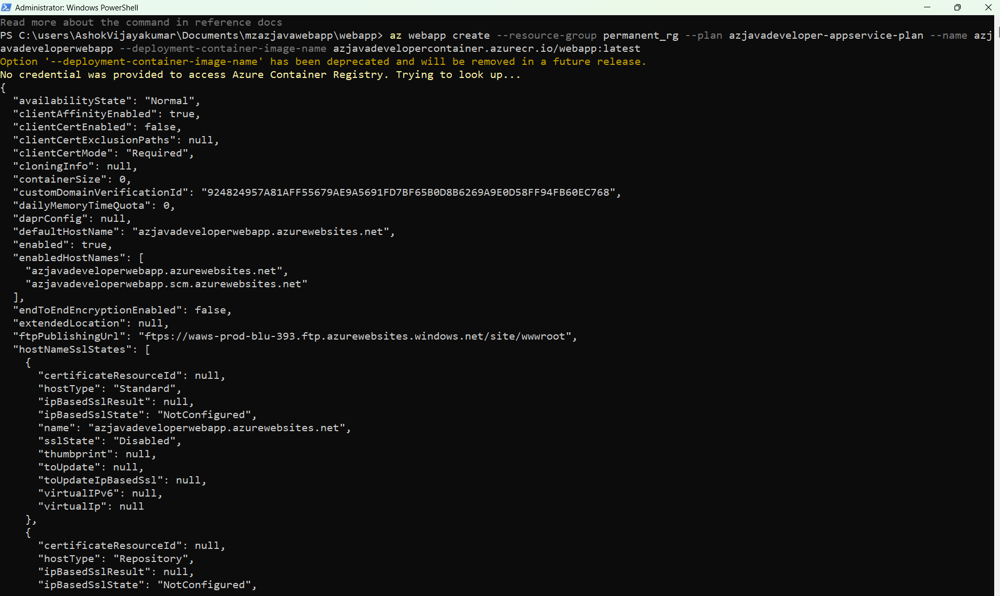 Administrator: Windows PowerShell
Read more about the command in reference docs
PS C:\users\AshokVijayakumar\Documents\mzazjavawebapp\webapp> az webapp create --resource-group permanent_rg --plan azjavadeveloper-appservice-plan --name azj
avadeveloperwebapp --deployment-container-image-name azjavadevelopercontainer.azurecr.io/webapp:latest
Option '--deployment-container-image-name' has been deprecated and will be removed in a future release.
No credential was provided to access Azure Container Registry. Trying to look up...
{
  "availabilityState": "Normal",
  "clientAffinityEnabled": true,
  "clientCertEnabled": false,
  "clientCertExclusionPaths": null,
  "clientCertMode": "Required",
  "cloningInfo": null,
  "containerSize": 0,
  "customDomainVerificationId": "924824957A81AFF55679AE9A5691FD7BF65B0D8B6269A9E0D58FF94FB60EC768",
  "dailyMemoryTimeQuota": 0,
  "daprConfig": null,
  "defaultHostName": "azjavadeveloperwebapp.azurewebsites.net",
  "enabled": true,
  "enabledHostNames": [
    "azjavadeveloperwebapp.azurewebsites.net",
    "azjavadeveloperwebapp.scm.azurewebsites.net"
  ],
  "endToEndEncryptionEnabled": false,
  "extendedLocation": null,
  "ftpPublishingUrl": "ftps://waws-prod-blu-393.ftp.azurewebsites.windows.net/site/wwwroot",
  "hostNameSslStates": [
    {
      "certificateResourceId": null,
      "hostType": "Standard",
      "ipBasedSslResult": null,
      "ipBasedSslState": "NotConfigured",
      "name": "azjavadeveloperwebapp.azurewebsites.net",
      "sslState": "Disabled",
      "thumbprint": null,
      "toUpdate": null,
      "toUpdateIpBasedSsl": null,
      "virtualIPv6": null,
      "virtualIp": null
    },
    {
      "certificateResourceId": null,
      "hostType": "Repository",
      "ipBasedSslResult": null,
      "ipBasedSslState": "NotConfigured",